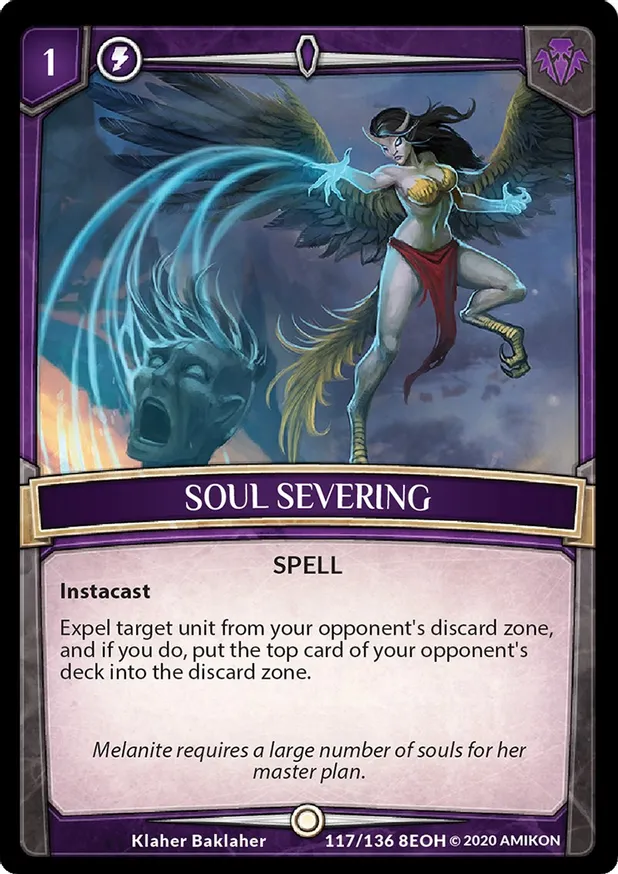 1
SOUL SEVERING
SPELL
Instacast
Expel target unit from your opponent's discard zone,
and if you do, put the top card of your opponent's
deck into the discard zone.
Melanite requires a large number of souls for her
master plan.
Klaher Baklaher 117/136 8EOH © 2020 AMIKON